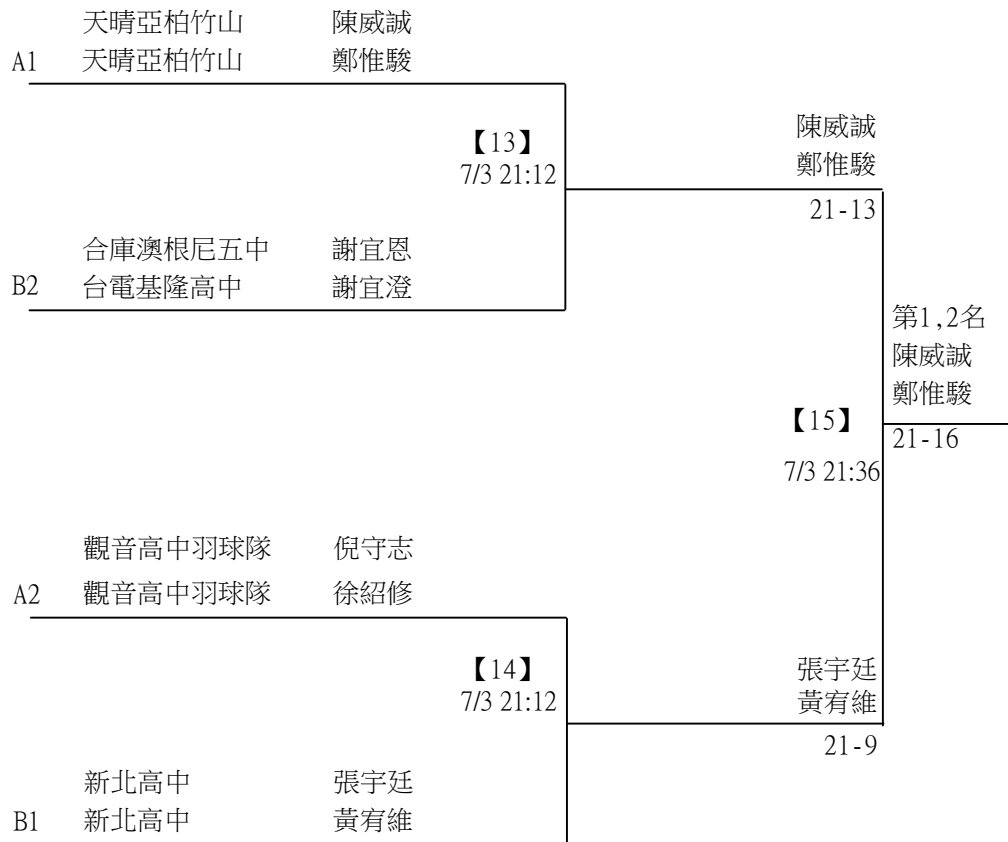 天晴亞柏竹山 陳威誠
A1 天晴亞柏竹山 鄭惟駿
【13】
7/3 21:12
陳威誠
鄭惟駿
21-13
合庫澳根尼五中 謝宜恩
B2 台電基隆高中 謝宜澄
第1,2名
陳威誠
鄭惟駿
21-16
【15】
7/3 21:36
觀音高中羽球隊 倪守志
A2 觀音高中羽球隊 徐紹修
【14】
7/3 21:12
張宇廷
黃宥維
21-9
新北高中 張宇廷
B1 新北高中 黃宥維